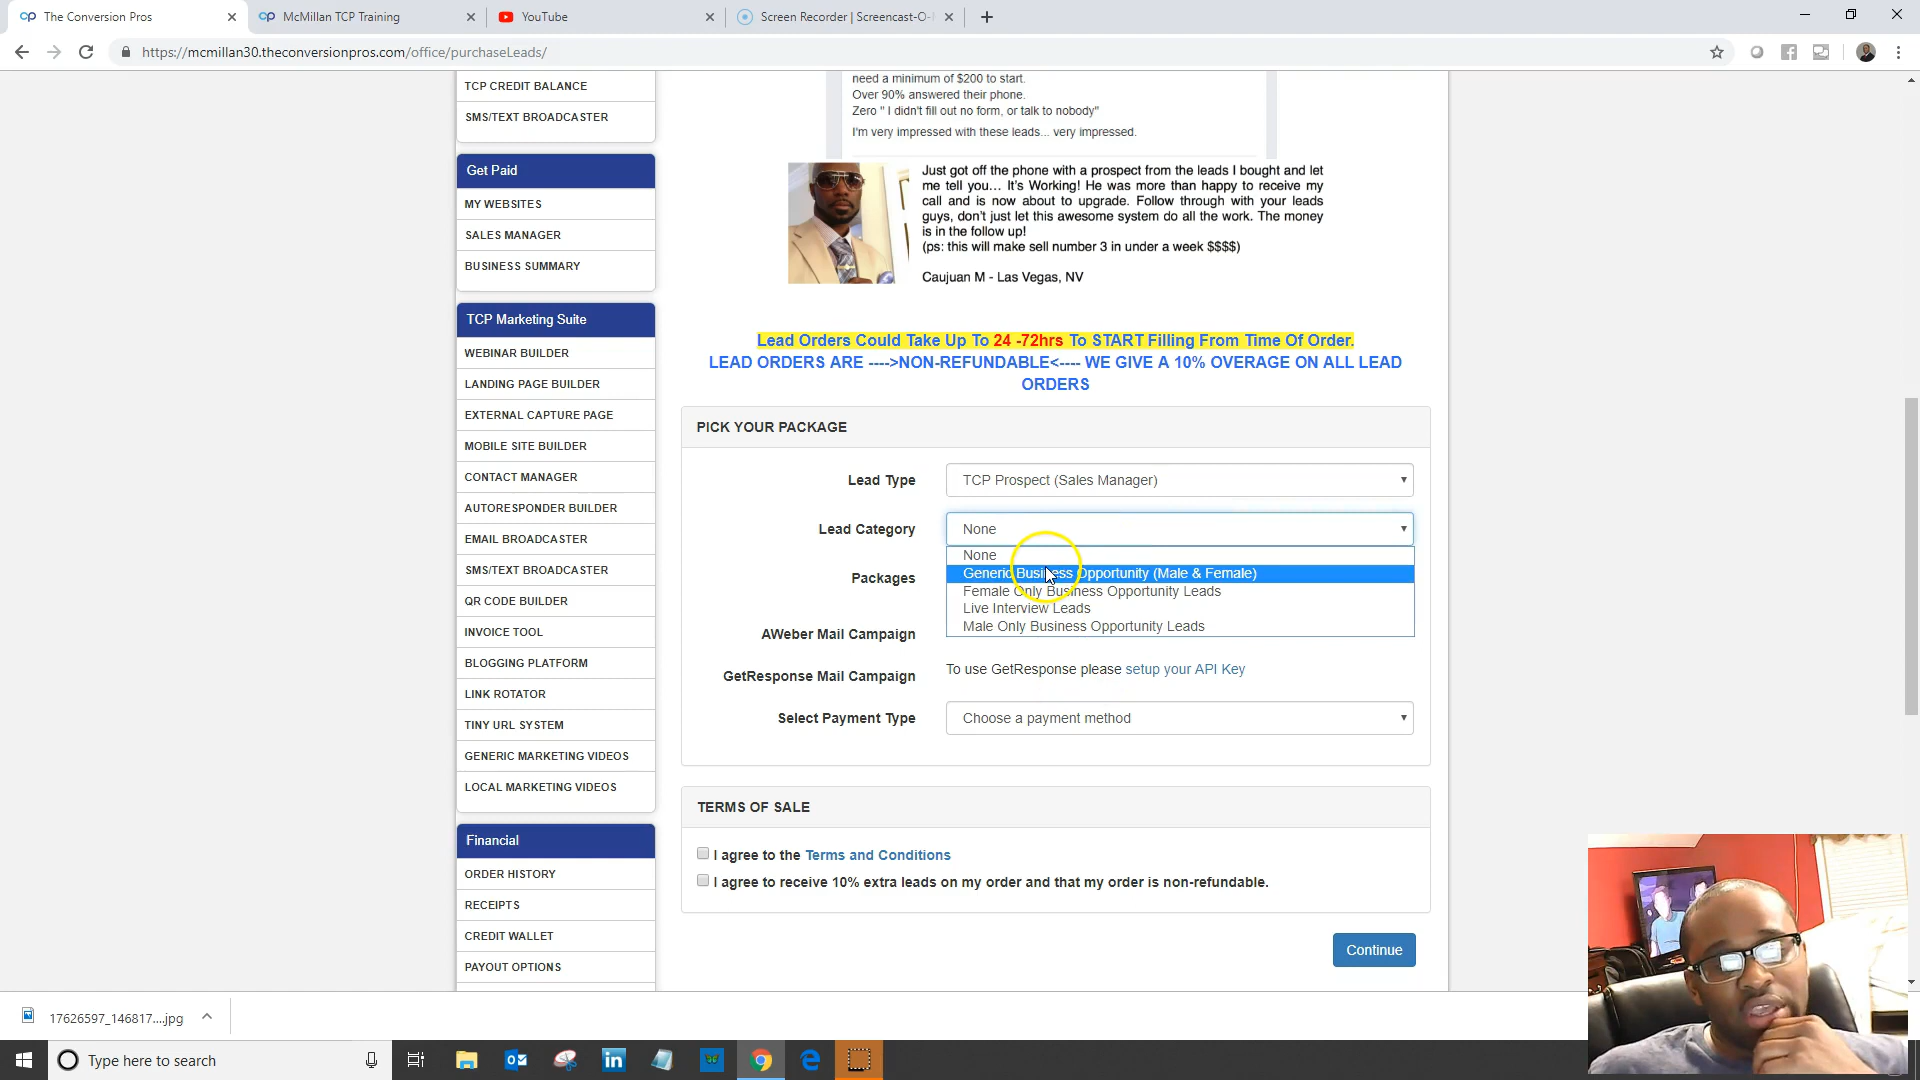 The Conversion Pros
McMillan TCP Training
YouTube
Screen Recorder | Screencast-O-
https://mcmillan30.theconversionpros.com/office/purchaseLeads/
TCP CREDIT BALANCE
SMS/TEXT BROADCASTER
Get Paid
MY WEBSITES
SALES MANAGER
BUSINESS SUMMARY
TCP Marketing Suite
WEBINAR BUILDER
LANDING PAGE BUILDER
EXTERNAL CAPTURE PAGE
MOBILE SITE BUILDER
CONTACT MANAGER
AUTORESPONDER BUILDER
EMAIL BROADCASTER
SMS/TEXT BROADCASTER
QR CODE BUILDER
INVOICE TOOL
BLOGGING PLATFORM
LINK ROTATOR
TINY URL SYSTEM
GENERIC MARKETING VIDEOS
LOCAL MARKETING VIDEOS
Financial
ORDER HISTORY
RECEIPTS
CREDIT WALLET
PAYOUT OPTIONS
need a minimum of $200 to start.
Over 90% answered their phone.
Zero " I didn't fill out no form, or talk to nobody"
I'm very impressed with these leads... very impressed.
Just got off the phone with a prospect from the leads I bought and let
me tell you... It's Working! He was more than happy to receive my
call and is now about to upgrade. Follow through with your leads
guys, don't just let this awesome system do all the work. The money
is in the follow up!
(ps: this will make sell number 3 in under a week $$$$)
Caujuan M - Las Vegas, NV
Lead Orders Could Take Up To 24 -72hrs To START Filling From Time Of Order.
LEAD ORDERS ARE ---->NON-REFUNDABLE<---- WE GIVE A 10% OVERAGE ON ALL LEAD
ORDERS
PICK YOUR PACKAGE
Lead Type
TCP Prospect (Sales Manager)
Lead Category
None
None
Generic Business Opportunity (Male & Female)
Female Only Business Opportunity Leads
Live Interview Leads
Male Only Business Opportunity Leads
Packages
AWeber Mail Campaign
GetResponse Mail Campaign
To use GetResponse please setup your API Key
Select Payment Type
Choose a payment method
TERMS OF SALE
I agree to the Terms and Conditions
I agree to receive 10% extra leads on my order and that my order is non-refundable.
Continue
17626597_146817....jpg
Type here to search